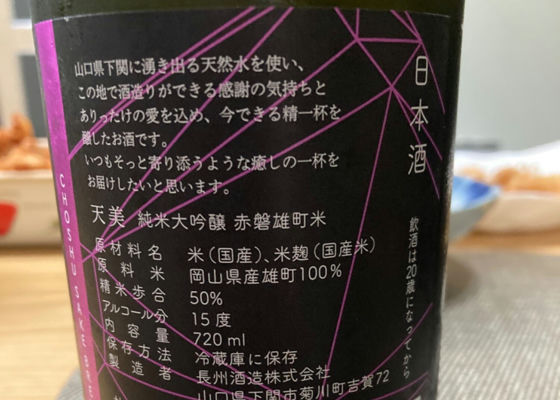 山口県下関に湧き出る天然水を使い、
この地で酒造りができる感謝の気持ちと
ありったけの愛を込め、今できる精一杯を
醸したお酒です。
いつもそっと寄り添うような癒しの一杯を
お届けしたいと思います。
天美 純米大吟醸 赤磐雄町米
原材料名 米(国産)、米麹(国産米)
原料米 岡山県産雄町100%
精米歩合 50%
アルコール分 15度
内容量 720ml
保存方法 冷蔵庫に保存
製造者 長州酒造株式会社
山口県下関市菊川町吉賀72
日本酒
飲酒は20歳になってから
CHOSHU SAKE BRE